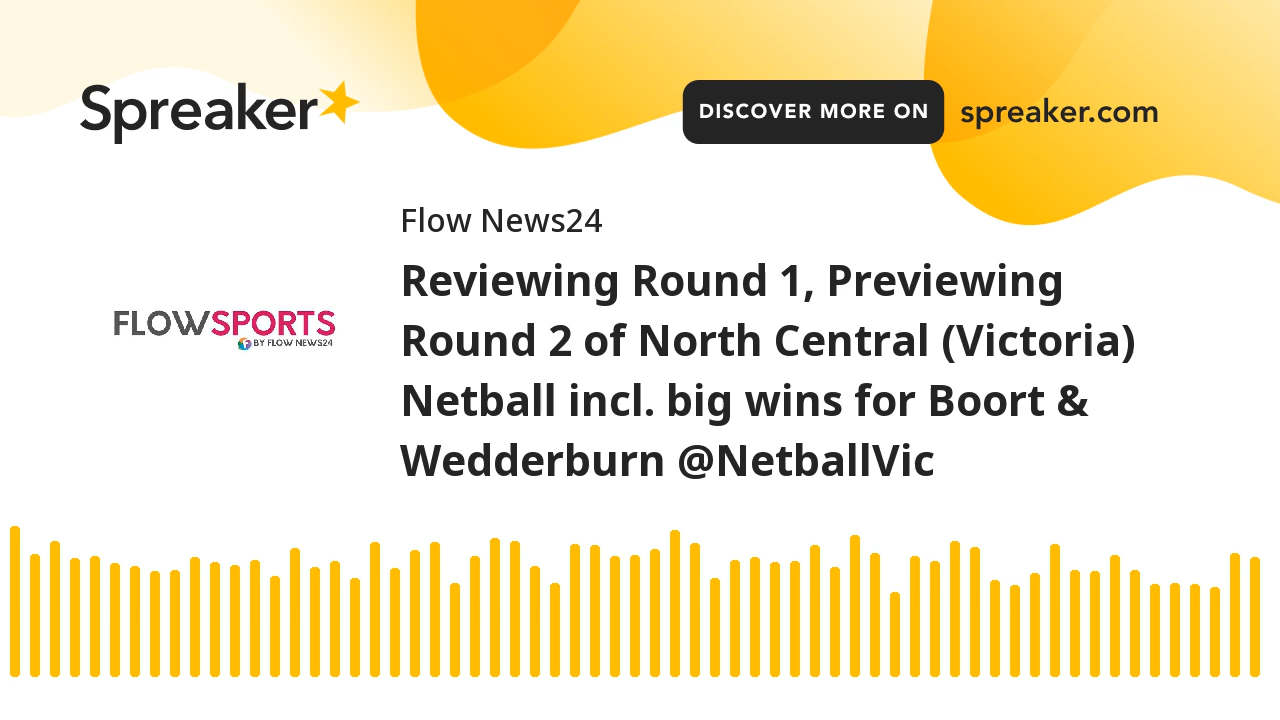 Spreaker
DISCOVER MORE ON spreaker.com
Flow News24
Reviewing Round 1, Previewing
Round 2 of North Central (Victoria)
Netball incl. big wins for Boort &
Wedderburn @NetballVic
FLOWSPORTS
BY FLOW NEWS24